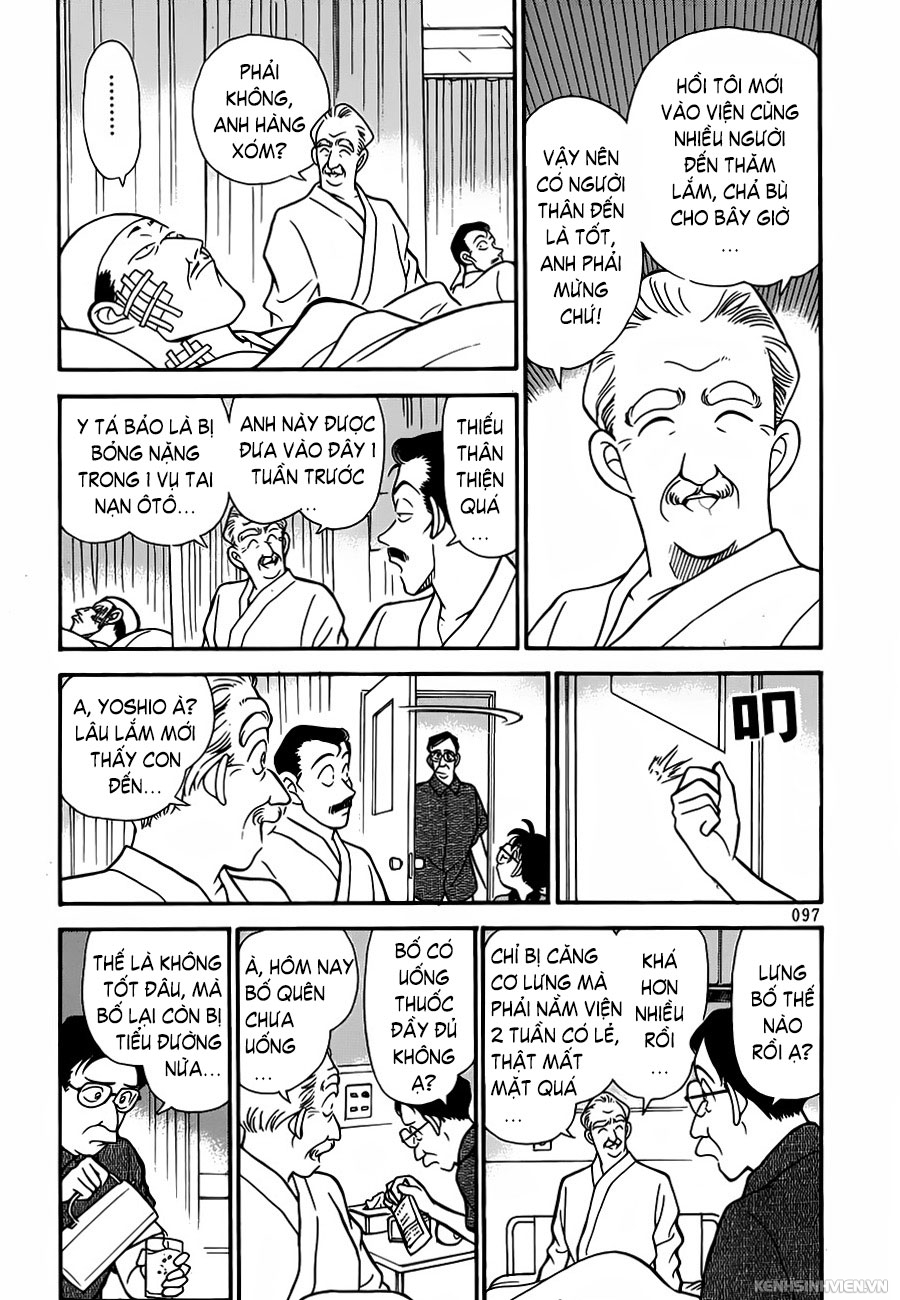 HỒI TÔI MỚI
VÀO VIỆN CŨNG
NHIỀU NGƯỜI
ĐẾN THĂM
LẮM, CHẢ BÙ
CHO BÂY GIỜ
...
VẬY NÊN
CÓ NGƯỜI
THÂN ĐẾN
LÀ TỐT,
ANH PHẢI
MỪNG
CHỨ!
PHẢI
KHÔNG,
ANH HÀNG
XÓM?
........
THIẾU
THÂN
THIỆN
QUÁ
...
ANH NÀY ĐƯỢC
ĐƯA VÀO ĐÂY 1
TUẦN TRƯỚC
...
Y TÁ BẢO LÀ BỊ
BỎNG NẶNG
TRONG 1 VỤ TAI
NẠN ÔTÔ...
叩
A, YOSHIO À?
LÂU LẮM MỚI
THẤY CON
ĐẾN...
097
LƯNG
BỐ THẾ
NÀO
RỒI Ạ?
KHÁ
HƠN
NHIỀU
RỒI
...
CHỈ BỊ CĂNG
CƠ LƯNG MÀ
PHẢI NẰM VIỆN
2 TUẦN CÓ LẺ,
THẬT MẤT
MẶT QUÁ
...
BỐ CÓ
UỐNG
THUỐC
ĐẦY ĐỦ
KHÔNG
Ạ?
À, HÔM NAY
BỐ QUÊN
CHƯA
UỐNG
...
THẾ LÀ KHÔNG
TỐT ĐÂU, MÀ
BỐ LẠI CÒN BỊ
TIỂU ĐƯỜNG
NỮA...
KENHSINHVIEN.VN